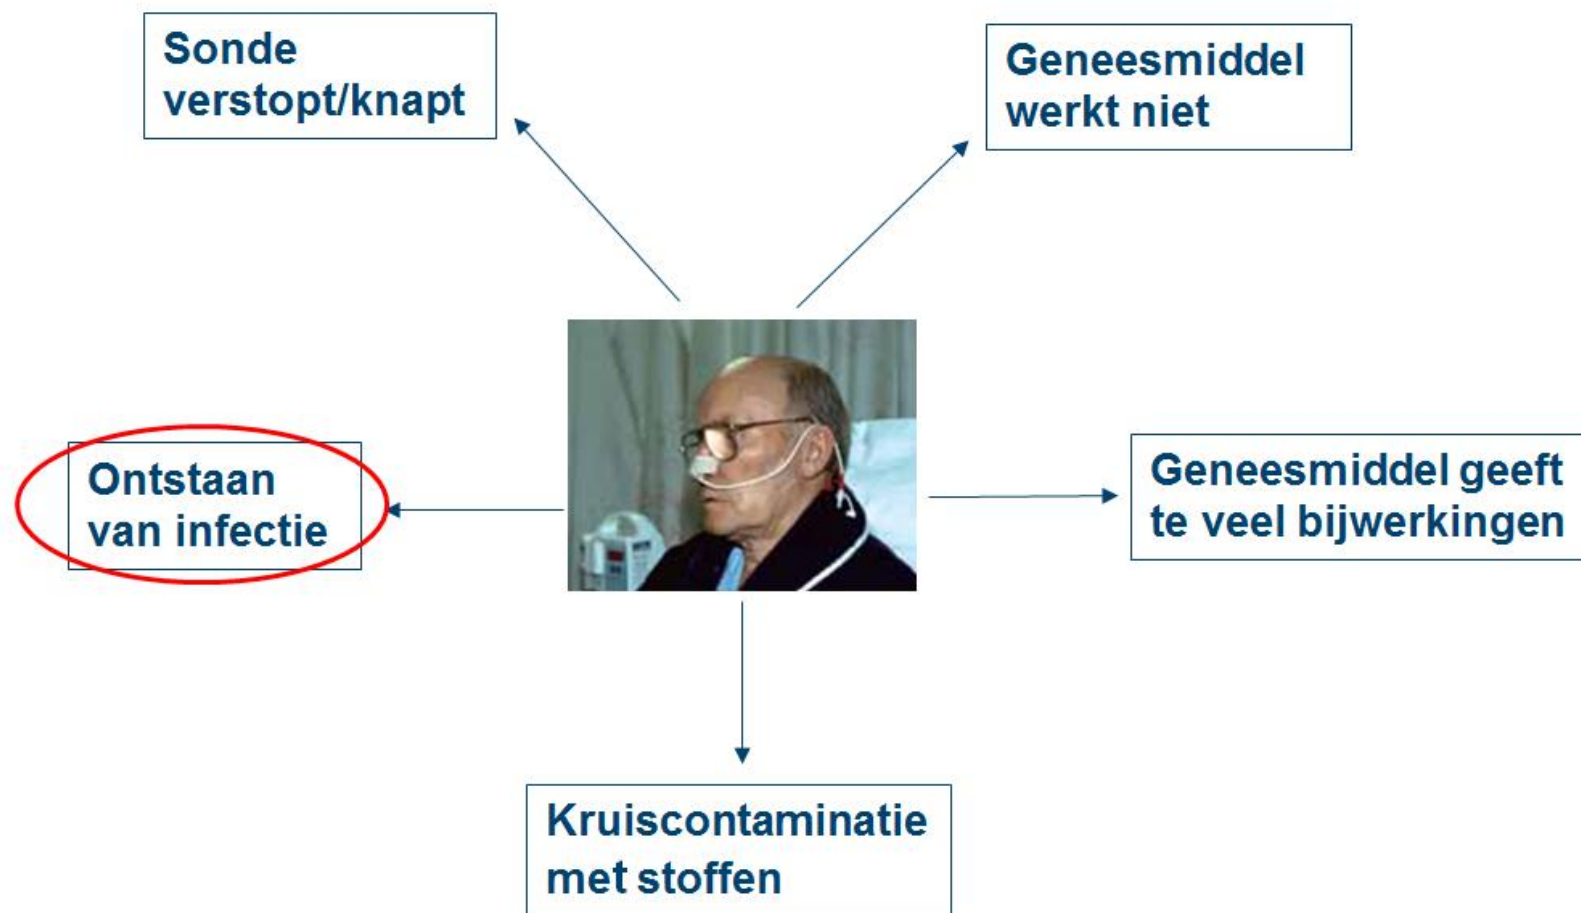 Sonde
verstopt/knapt
Geneesmiddel
werkt niet
Ontstaan
van infectie
Geneesmiddel geeft
te veel bijwerkingen
Kruiscontaminatie
met stoffen